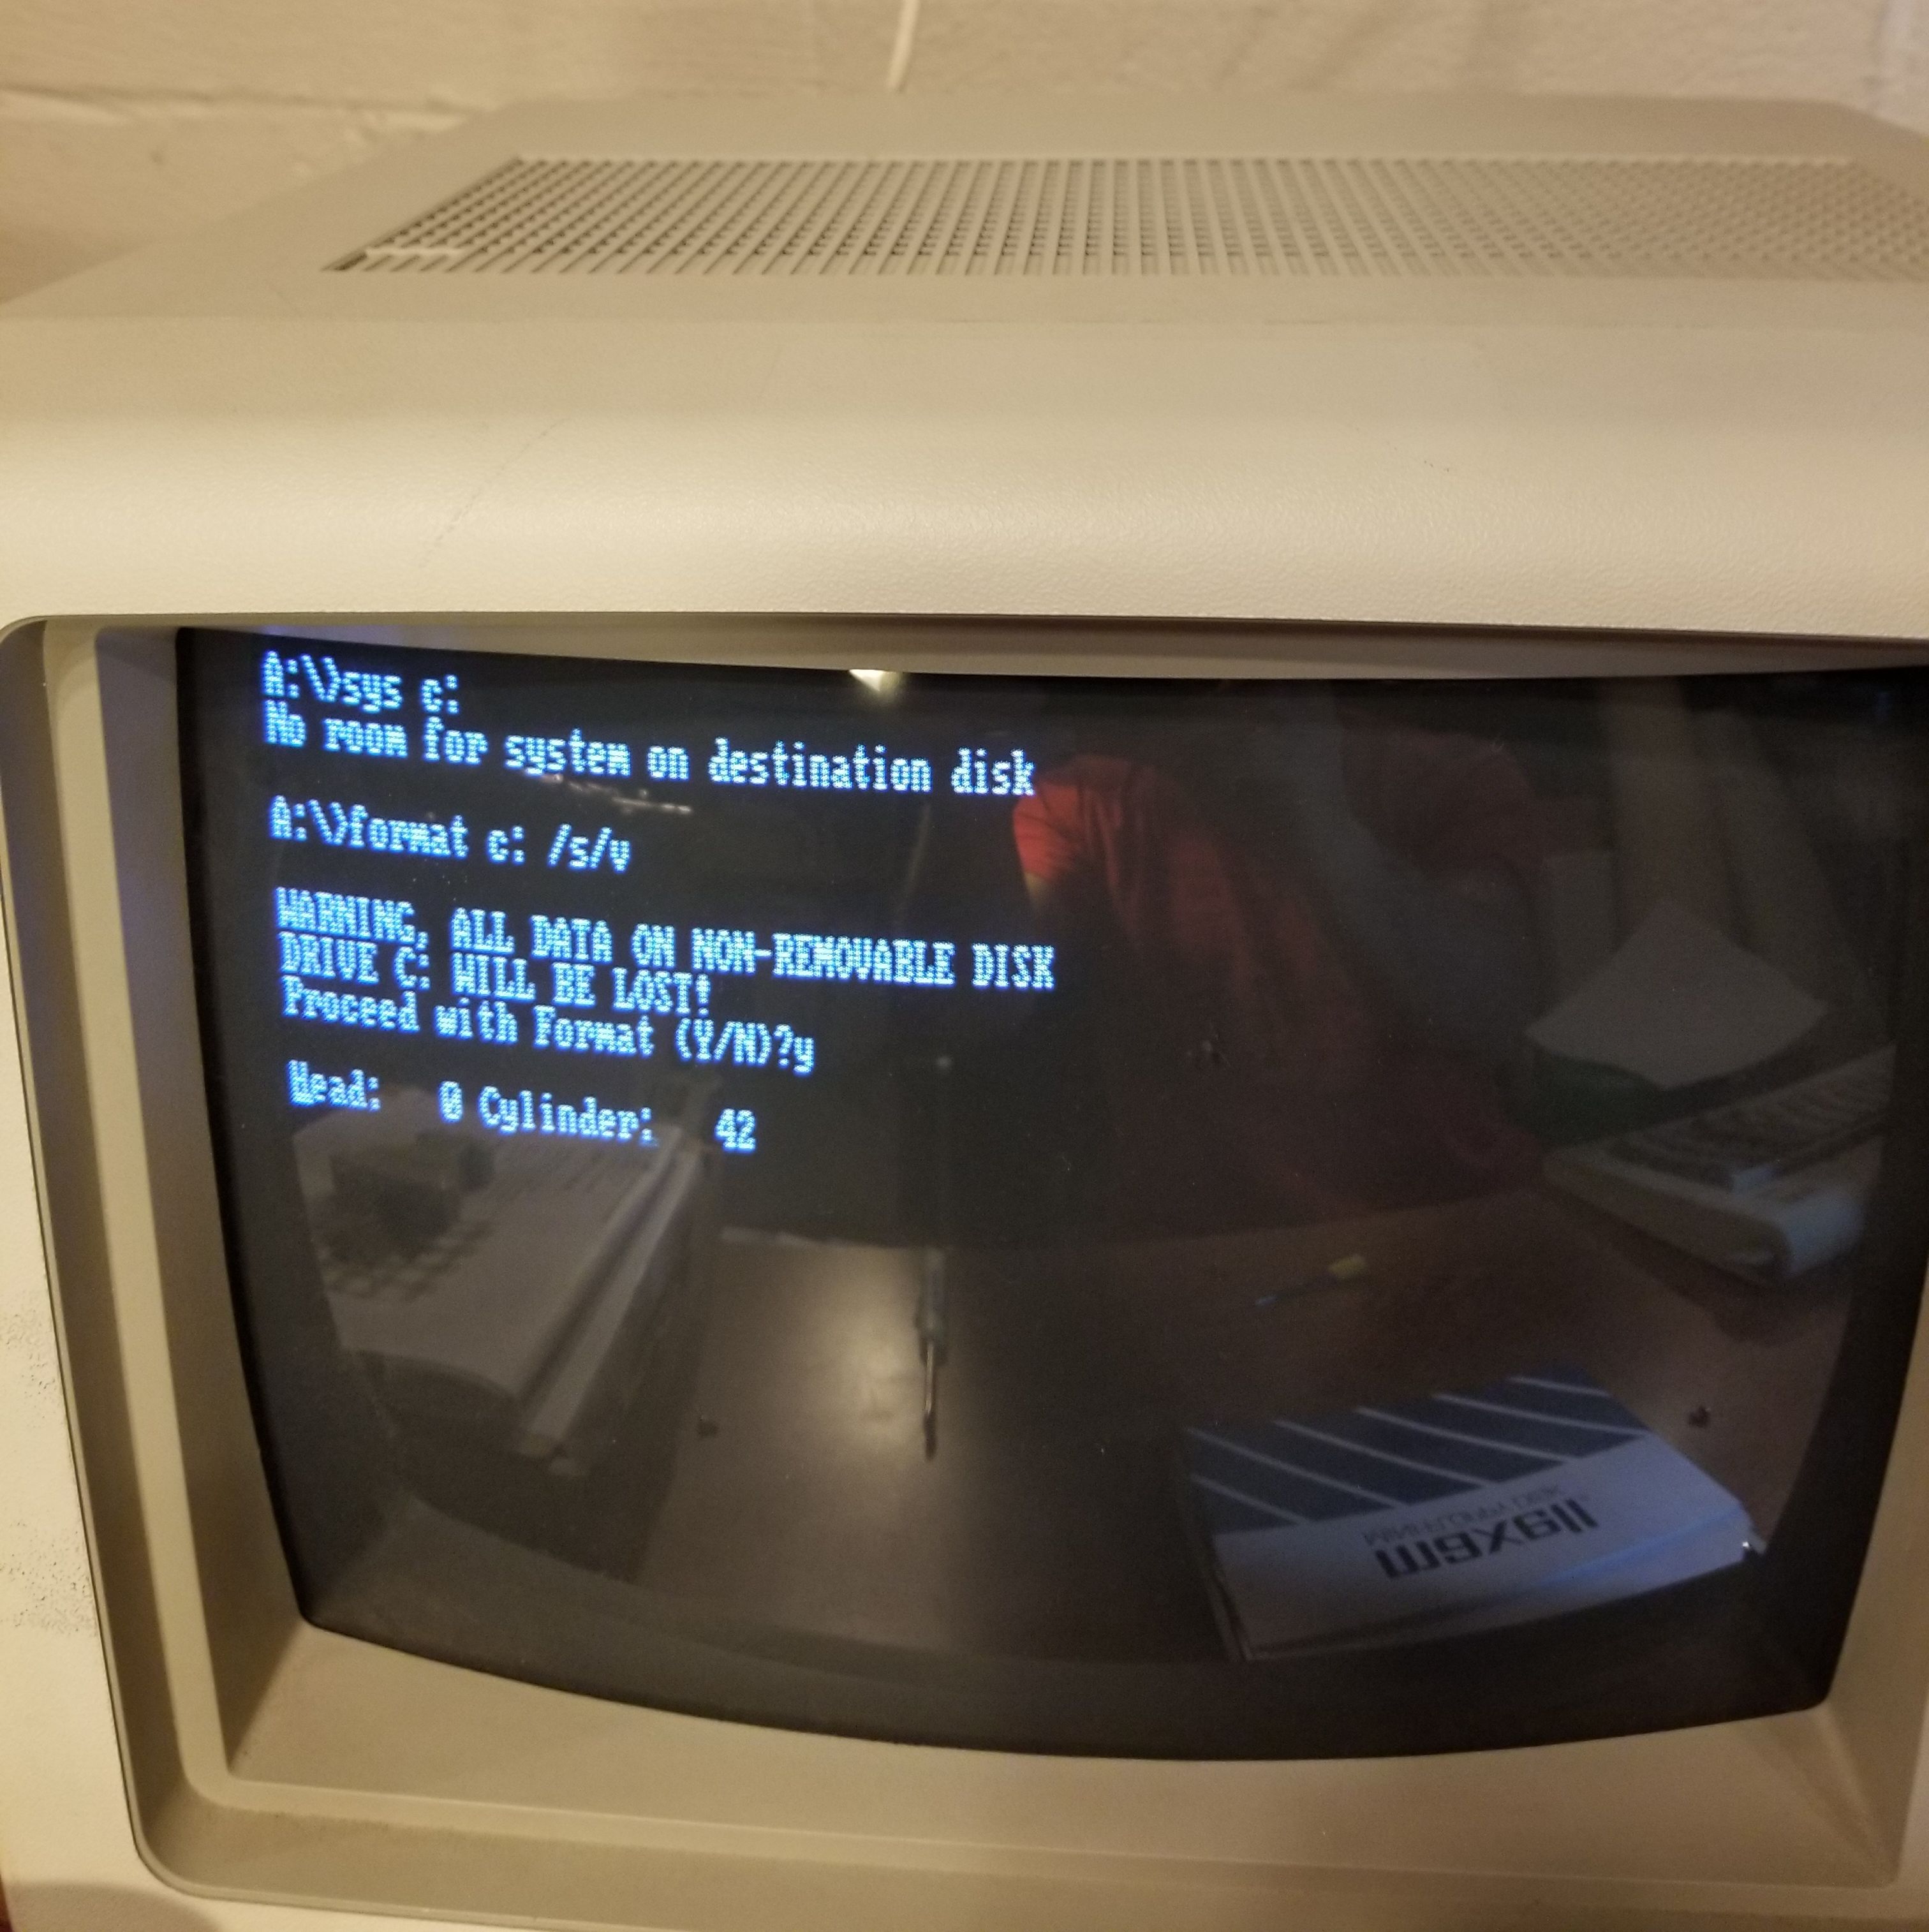 A:\>sys c:
No room for system on destination disk
A:\>format c: /s/v
WARNING, ALL DATA ON NON-REMOVABLE DISK
DRIVE C: WILL BE LOST!
Proceed with Format (Y/N)?y
Head:   0 Cylinder:   42
maxell